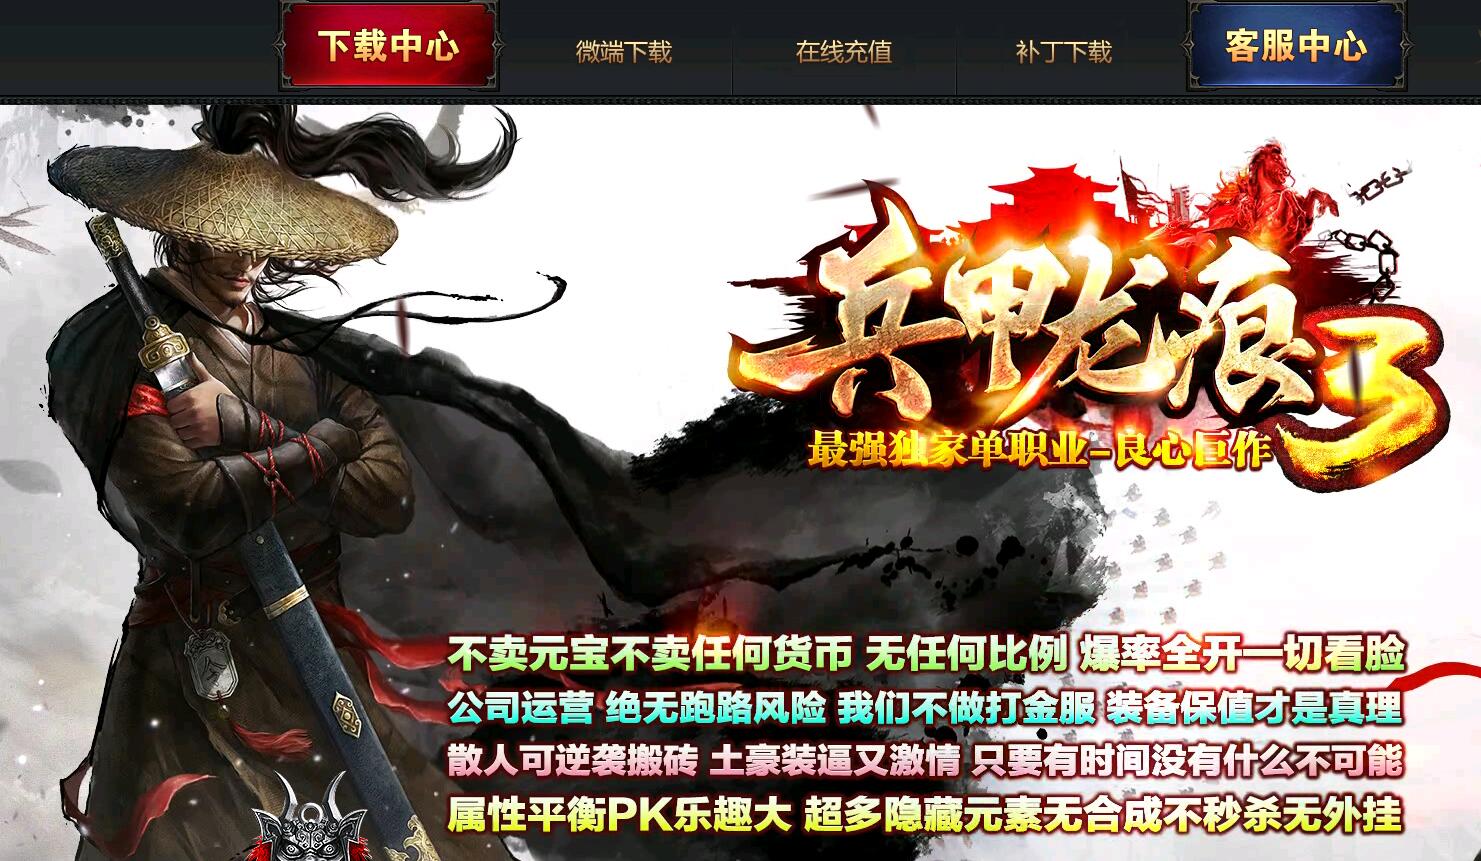 下载中心 微端下载 在线充值 补丁下载 客服中心
兵甲龙痕3
最强独家单职业-良心巨作
不卖元宝不卖任何货币 无任何比例 爆率全开一切看脸
公司运营 绝无跑路风险 我们不做打金服 装备保值才是真理
散人可逆袭搬砖 土豪装逼又激情 只要有时间没有什么不可能
属性平衡PK乐趣大 超多隐藏元素无合成不秒杀无外挂